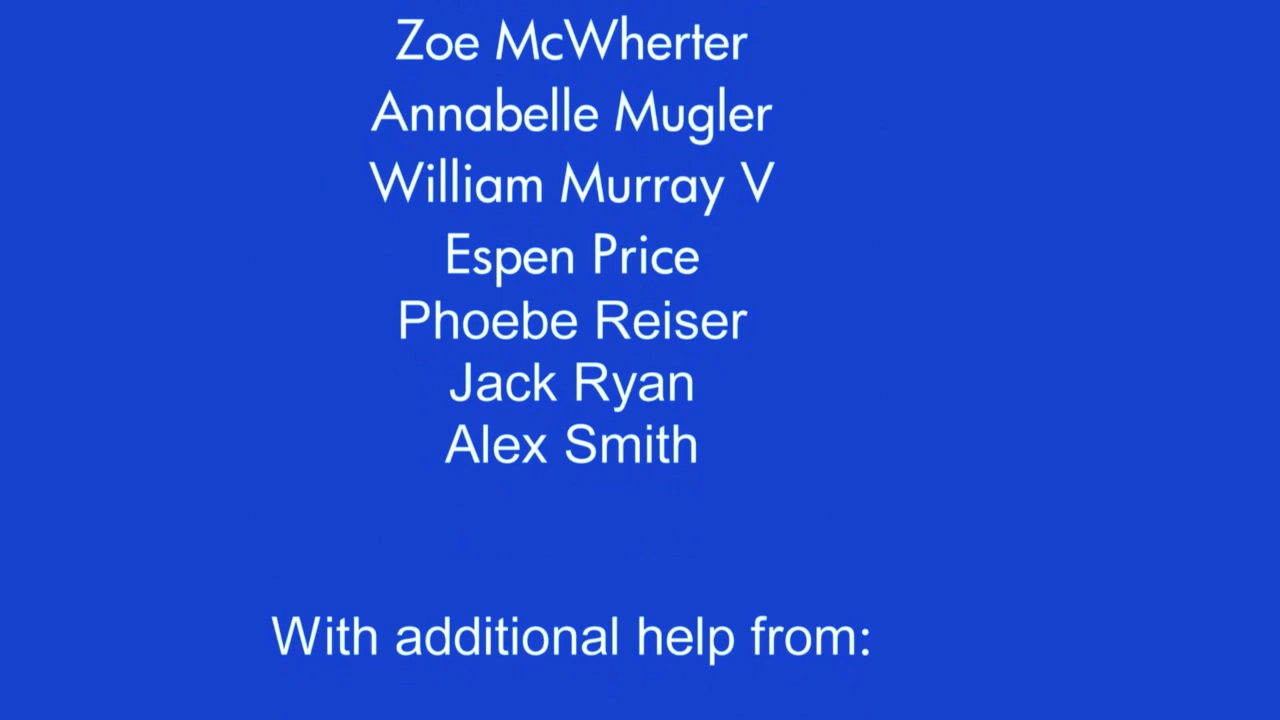 Zoe McWherter
Annabelle Mugler
William Murray V
Espen Price
Phoebe Reiser
Jack Ryan
Alex Smith
With additional help from: